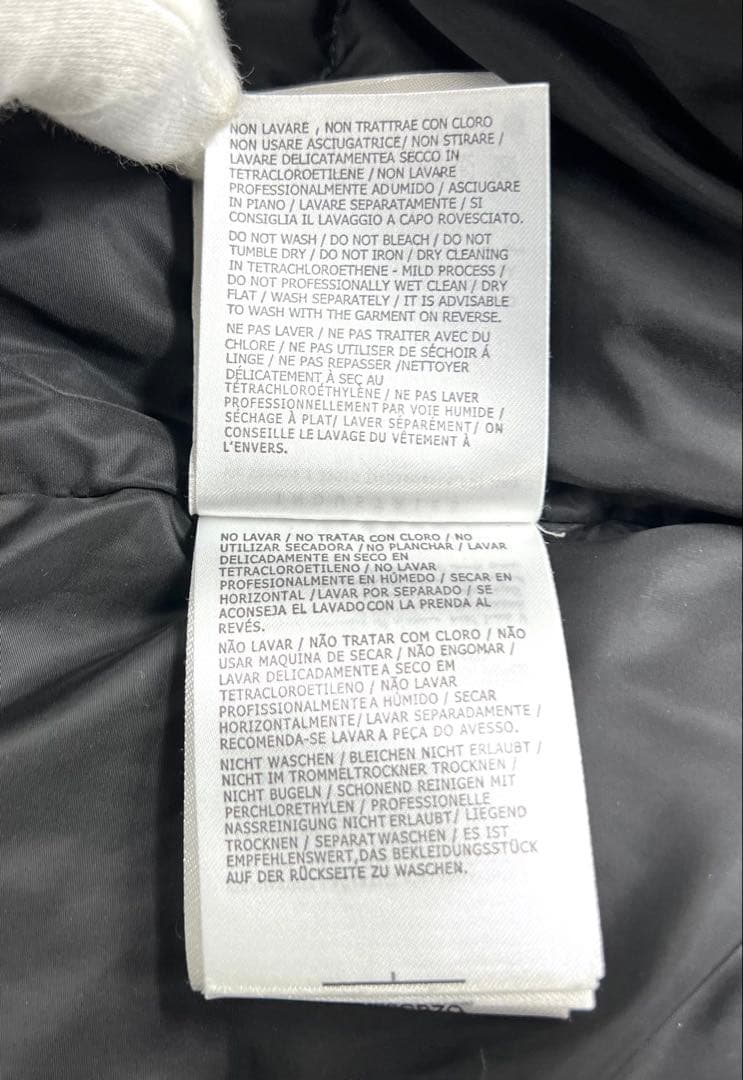 NON LAVARE , NON TRATTRAE CON CLORO
NON USARE ASCIUGATRICE/ NON STIRARE /
LAVARE DELICATAMENTEA SECCO IN
TETRACLOROETILENE / NON LAVARE
PROFESSIONALMENTE ADUMIDO / ASCIUGARE
IN PIANO / LAVARE SEPARATAMENTE / SI
CONSIGLIA IL LAVAGGIO A CAPO ROVESCIATO.
DO NOT WASH / DO NOT BLEACH / DO NOT
TUMBLE DRY / DO NOT IRON / DRY CLEANING
IN TETRACHLOROETHENE - MILD PROCESS /
DO NOT PROFESSIONALLY WET CLEAN / DRY
FLAT / WASH SEPARATELY / IT IS ADVISABLE
TO WASH WITH THE GARMENT ON REVERSE.
NE PAS LAVER / NE PAS TRAITER AVEC DU
CHLORE / NE PAS UTILISER DE SÉCHOIR Á
LINGE / NE PAS REPASSER /NETTOYER
DÉLICATEMENT À SEC AU
TÉTRACHLOROÉTHYLÈNE / NE PAS LAVER
PROFESSIONNELLEMENT PAR VOIE HUMIDE /
SÉCHAGE À PLAT/ LAVER SÉPARÉMENT/ ON
CONSEILLE LE LAVAGE DU VÊTEMENT À
L'ENVERS.
NO LAVAR / NO TRATAR CON CLORO / NO
UTILIZAR SECADORA / NO PLANCHAR / LAVAR
DELICADAMENTE EN SECO EN
TETRACLOROETILENO / NO LAVAR
PROFESIONALMENTE EN HÚMEDO / SECAR EN
HORIZONTAL /LAVAR POR SEPARADO / SE
ACONSEJA EL LAVADO CON LA PRENDA AL
REVÉS.
NÃO LAVAR / NÃO TRATAR COM CLORO / NÃO
USAR MAQUINA DE SECAR / NÃO ENGOMAR /
LAVAR DELICADAMENTE A SECO EM
TETRACLOROETILENO / NÃO LAVAR
PROFISSIONALMENTE A HÚMIDO / SECAR
HORIZONTALMENTE/ LAVAR SEPARADAMENTE /
RECOMENDA-SE LAVAR A PEÇA DO AVESSO.
NICHT WASCHEN / BLEICHEN NICHT ERLAUBT /
NICHT IM TROMMELTROCKNER TROCKNEN /
NICHT BUGELN / SCHONEND REINIGEN MIT
PERCHLORETHYLEN / PROFESSIONELLE
NASSREINIGUNG NICHT ERLAUBT/ LIEGEND
TROCKNEN / SEPARAT WASCHEN / ES IST
EMPFEHLENSWERT,DAS BEKLEIDUNGSSTÜCK
AUF DER RÜCKSEITE ZU WASCHEN.